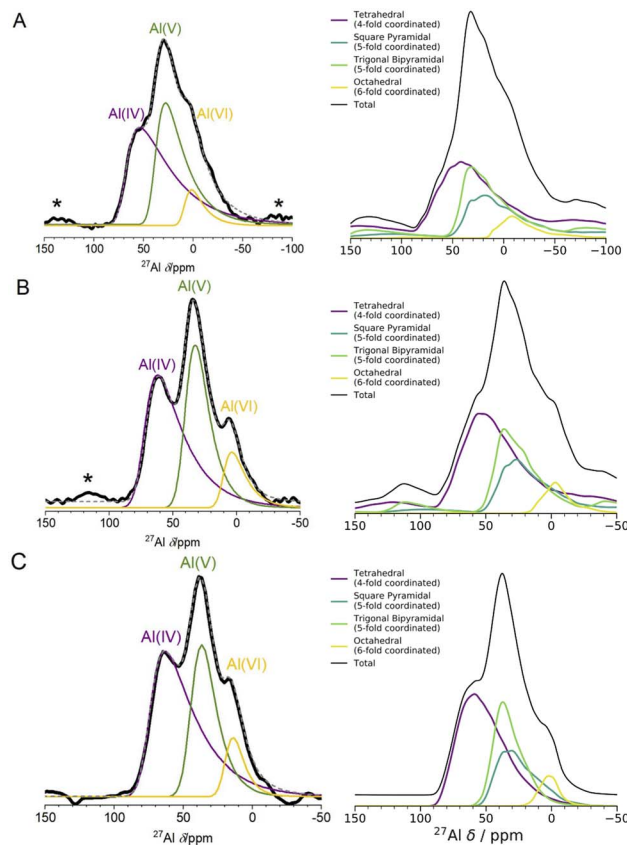 A
Al(V)
Al(IV)
Al(VI)
*
*
150 100 50 0 -50 -100
²⁷Al δ/ppm
Tetrahedral
(4-fold coordinated)
Square Pyramidal
(5-fold coordinated)
Trigonal Bipyramidal
(5-fold coordinated)
Octahedral
(6-fold coordinated)
Total
150 100 50 0 −50 −100
B
Al(V)
Al(IV)
Al(VI)
*
150 100 50 0 -50
²⁷Al δ/ppm
Tetrahedral
(4-fold coordinated)
Square Pyramidal
(5-fold coordinated)
Trigonal Bipyramidal
(5-fold coordinated)
Octahedral
(6-fold coordinated)
Total
150 100 50 0 −50
C
Al(V)
Al(IV)
Al(VI)
150 100 50 0 -50
²⁷Al δ/ppm
Tetrahedral
(4-fold coordinated)
Square Pyramidal
(5-fold coordinated)
Trigonal Bipyramidal
(5-fold coordinated)
Octahedral
(6-fold coordinated)
Total
150 100 50 0 −50
²⁷Al δ / ppm